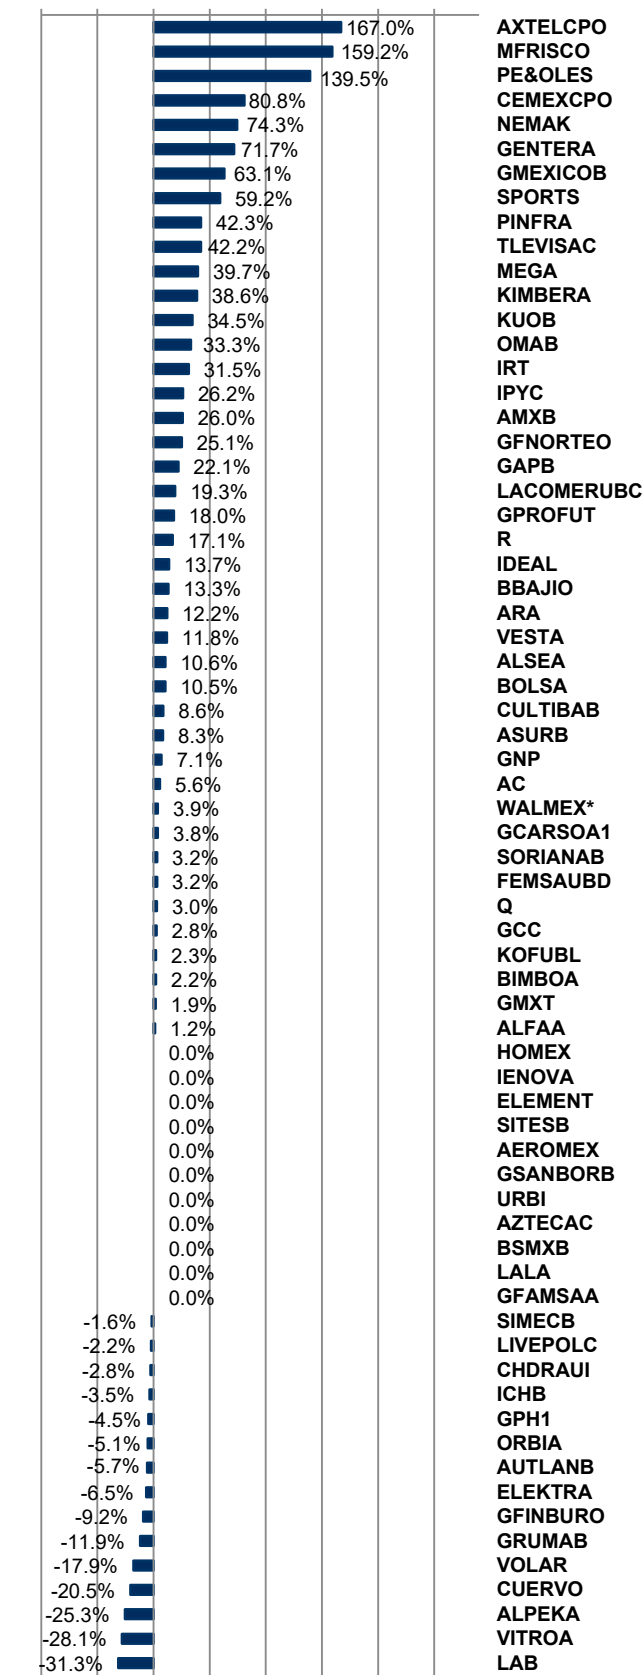 167.0% AXTELCPO
159.2% MFRISCO
139.5% PE&OLES
80.8% CEMEXCPO
74.3% NEMAK
71.7% GENTERA
63.1% GMEXICOB
59.2% SPORTS
42.3% PINFRA
42.2% TLEVISAC
39.7% MEGA
38.6% KIMBERA
34.5% KUOB
33.3% OMAB
31.5% IRT
26.2% IPYC
26.0% AMXB
25.1% GFNORTEO
22.1% GAPB
19.3% LACOMERUBC
18.0% GPROFUT
17.1% R
13.7% IDEAL
13.3% BBAJIO
12.2% ARA
11.8% VESTA
10.6% ALSEA
10.5% BOLSA
8.6% CULTIBAB
8.3% ASURB
7.1% GNP
5.6% AC
3.9% WALMEX*
3.8% GCARSOA1
3.2% SORIANAB
3.2% FEMSAUBD
3.0% Q
2.8% GCC
2.3% KOFUBL
2.2% BIMBOA
1.9% GMXT
1.2% ALFAA
0.0% HOMEX
0.0% IENOVA
0.0% ELEMENT
0.0% SITESB
0.0% AEROMEX
0.0% GSANBORB
0.0% URBI
0.0% AZTECAC
0.0% BSMXB
0.0% LALA
0.0% GFAMSAA
-1.6% SIMECB
-2.2% LIVEPOLC
-2.8% CHDRAUI
-3.5% ICHB
-4.5% GPH1
-5.1% ORBIA
-5.7% AUTLANB
-6.5% ELEKTRA
-9.2% GFINBURO
-11.9% GRUMAB
-17.9% VOLAR
-20.5% CUERVO
-25.3% ALPEKA
-28.1% VITROA
-31.3% LAB